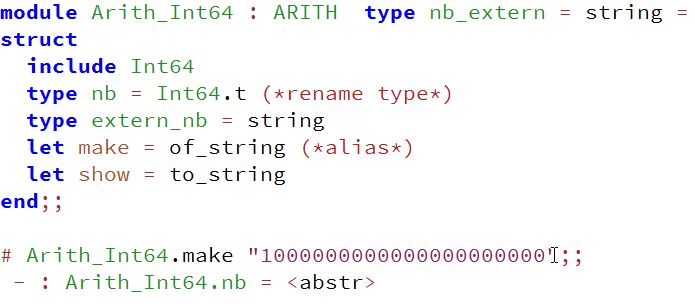 module Arith_Int64 : ARITH  type nb_extern = string =
struct
  include Int64
  type nb = Int64.t (*rename type*)
  type extern_nb = string
  let make = of_string (*alias*)
  let show = to_string
end;;

# Arith_Int64.make "1000000000000000000000";;
 - : Arith_Int64.nb = <abstr>